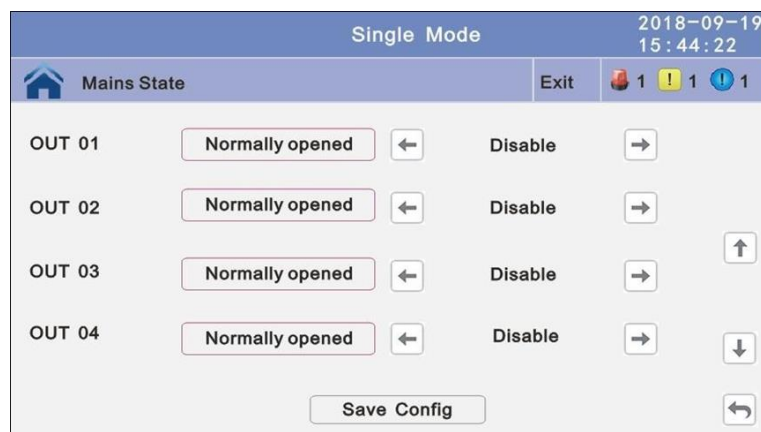 Single Mode
2018-09-19
15:44:22
Mains State
Exit
1
! 1
! 1
OUT 01 Normally opened Disable
OUT 02 Normally opened Disable
OUT 03 Normally opened Disable
OUT 04 Normally opened Disable
Save Config